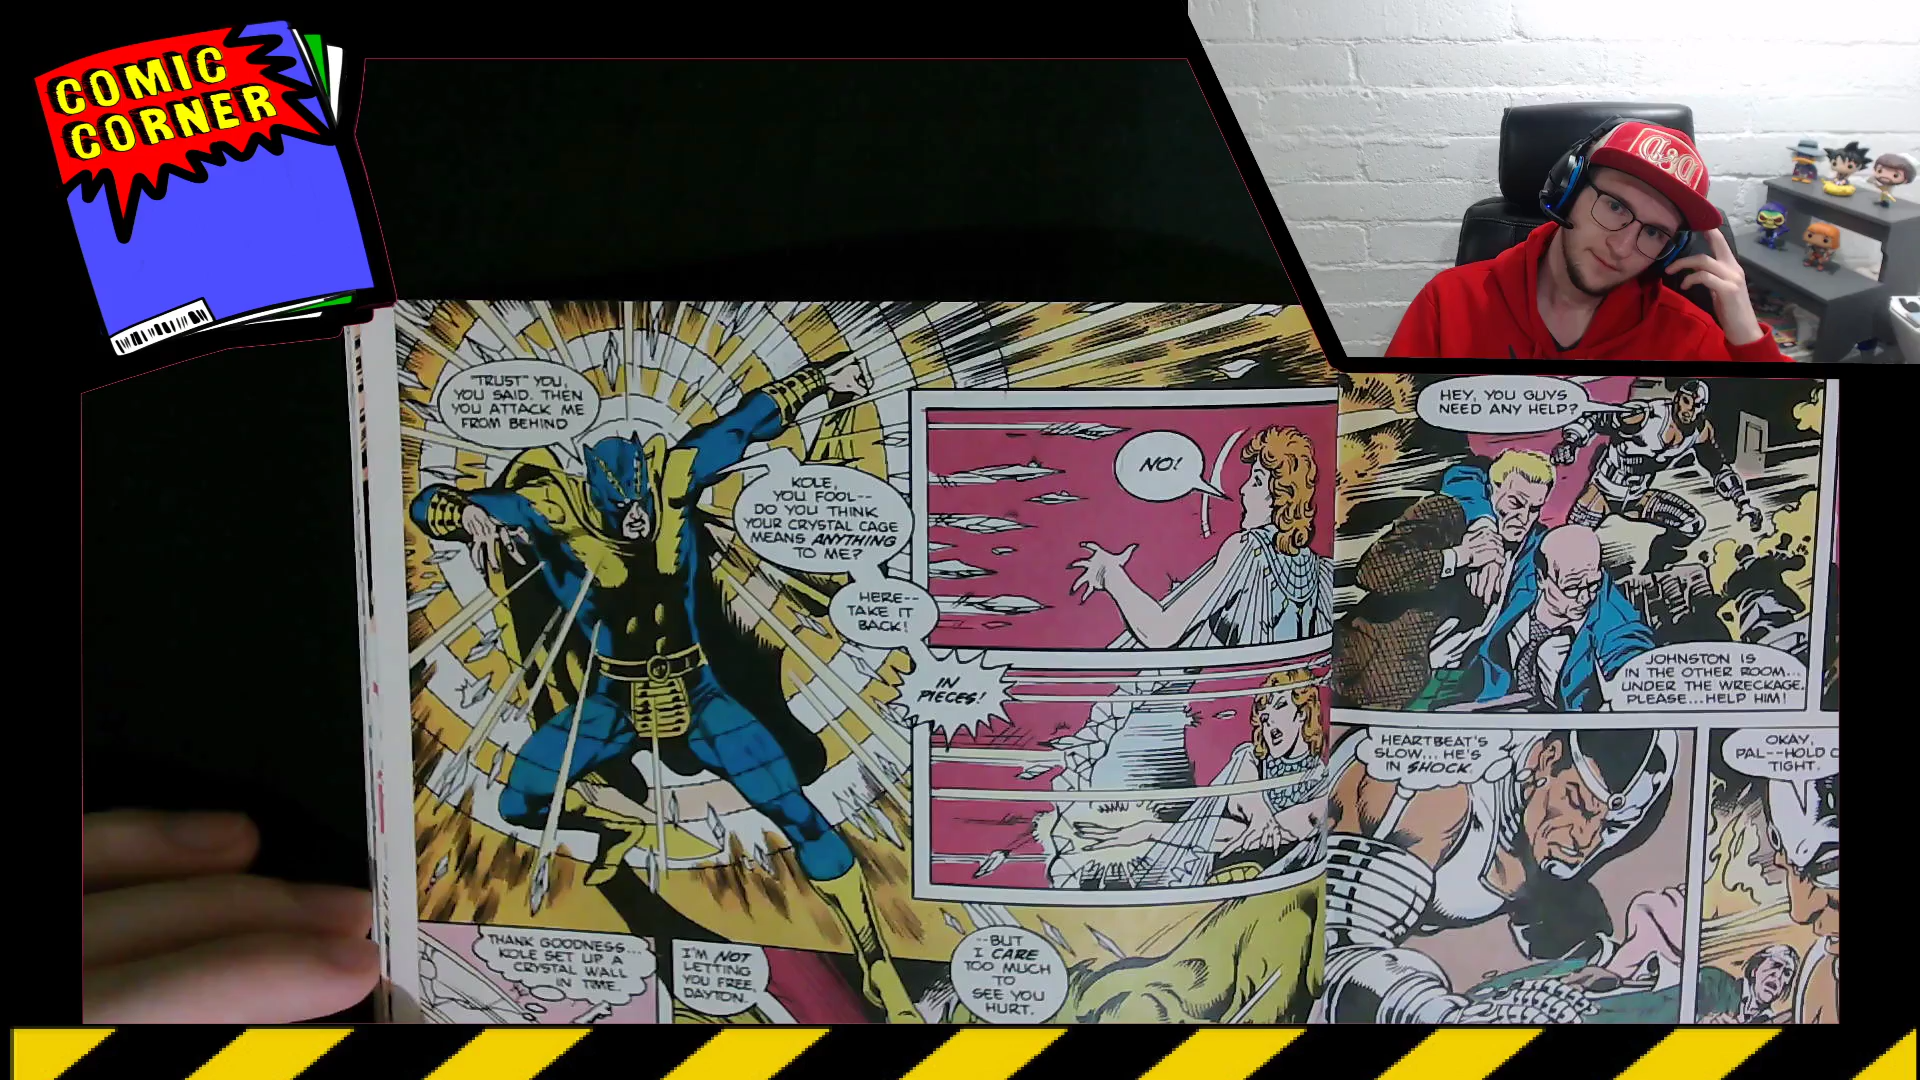 COMIC
CORNER
"TRUST" YOU,
YOU SAID. THEN
YOU ATTACK ME
FROM BEHIND
KOLE,
YOU FOOL--
DO YOU THINK
YOUR CRYSTAL CAGE
MEANS ANYTHING
TO ME?
HERE--
TAKE IT
BACK!
IN
PIECES!
NO!
THANK GOODNESS...
KOLE SET UP A
CRYSTAL WALL
IN TIME.
I'M NOT
LETTING
YOU FREE,
DAYTON.
--BUT
I CARE
TOO MUCH
TO
SEE YOU
HURT.
HEY, YOU GUYS
NEED ANY HELP?
JOHNSTON IS
IN THE OTHER ROOM...
UNDER THE WRECKAGE.
PLEASE...HELP HIM!
HEARTBEAT'S
SLOW... HE'S
IN SHOCK.
OKAY,
PAL--HOLD
TIGHT.